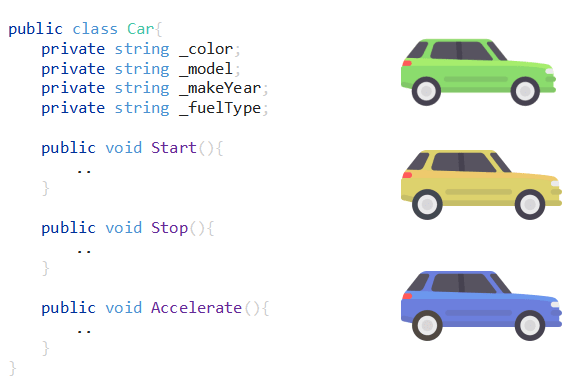 public class Car{
    private string _color;
    private string _model;
    private string _makeYear;
    private string _fuelType;
    public void Start(){
        ..
    }
    public void Stop(){
        ..
    }
    public void Accelerate(){
        ..
    }
}